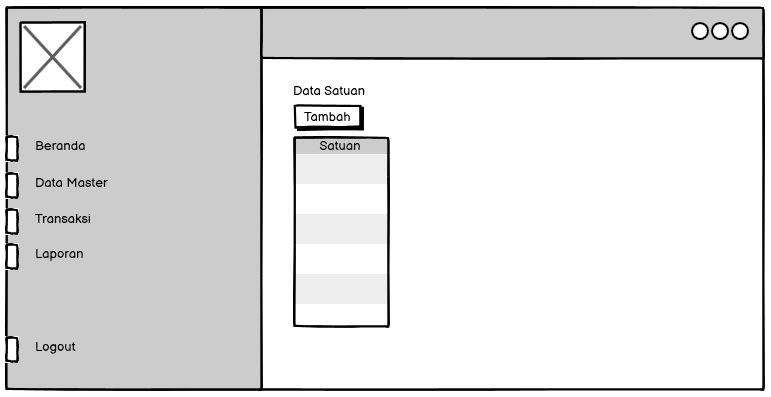 Data Satuan
Tambah
Satuan
Beranda
Data Master
Transaksi
Laporan
Logout